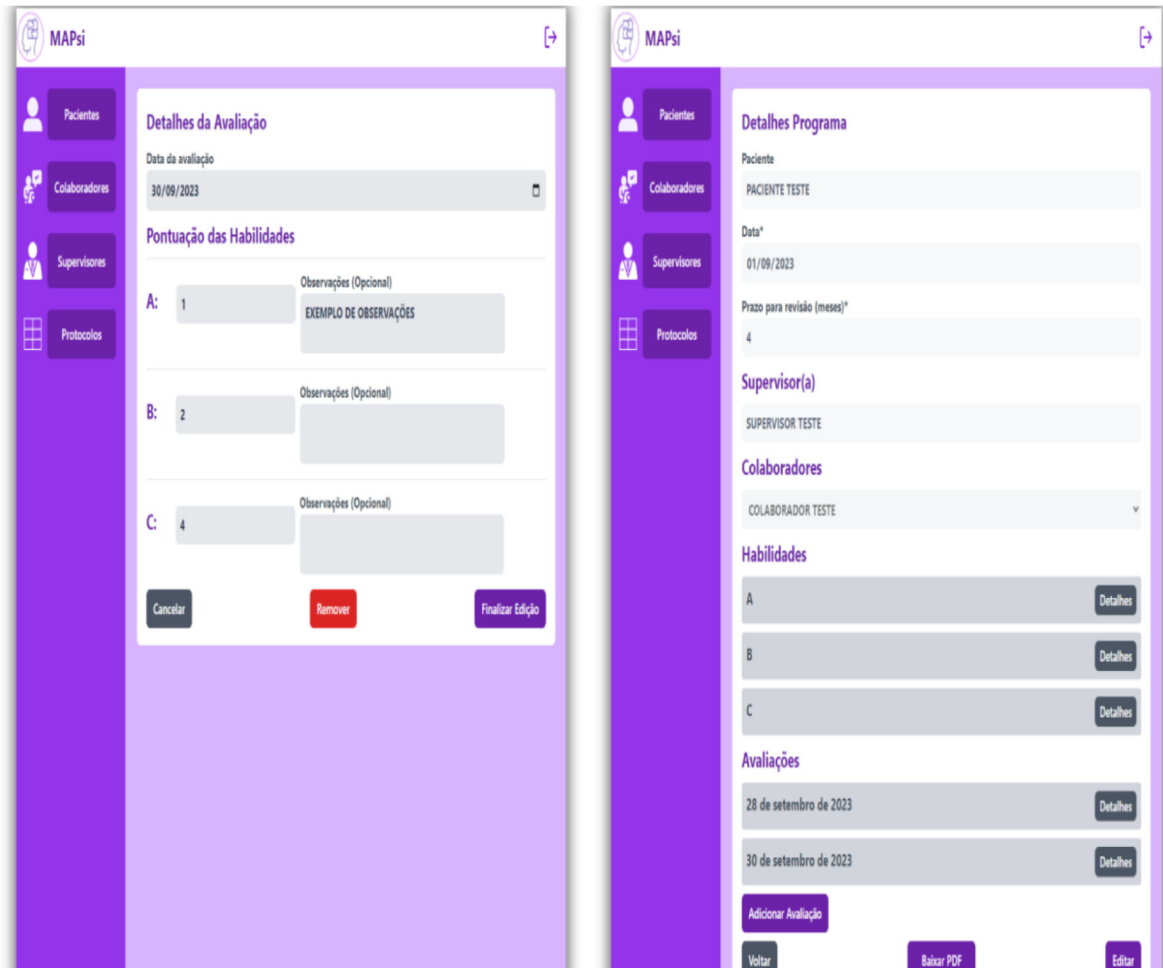 MAPsi
Pacientes
Colaboradores
Supervisores
Protocolos
Detalhes da Avaliação
Data da avaliação
30/09/2023
Pontuação das Habilidades
Observações (Opcional)
A: 1 EXEMPLO DE OBSERVAÇÕES
Observações (Opcional)
B: 2
Observações (Opcional)
C: 4
Cancelar Remover Finalizar Edição
MAPsi
Pacientes
Colaboradores
Supervisores
Protocolos
Detalhes Programa
Paciente
PACIENTE TESTE
Data*
01/09/2023
Prazo para revisão (meses)*
4
Supervisor(a)
SUPERVISOR TESTE
Colaboradores
COLABORADOR TESTE
Habilidades
A Detalhes
B Detalhes
C Detalhes
Avaliações
28 de setembro de 2023 Detalhes
30 de setembro de 2023 Detalhes
Adicionar Avaliação
Voltar Baixar PDF Editar